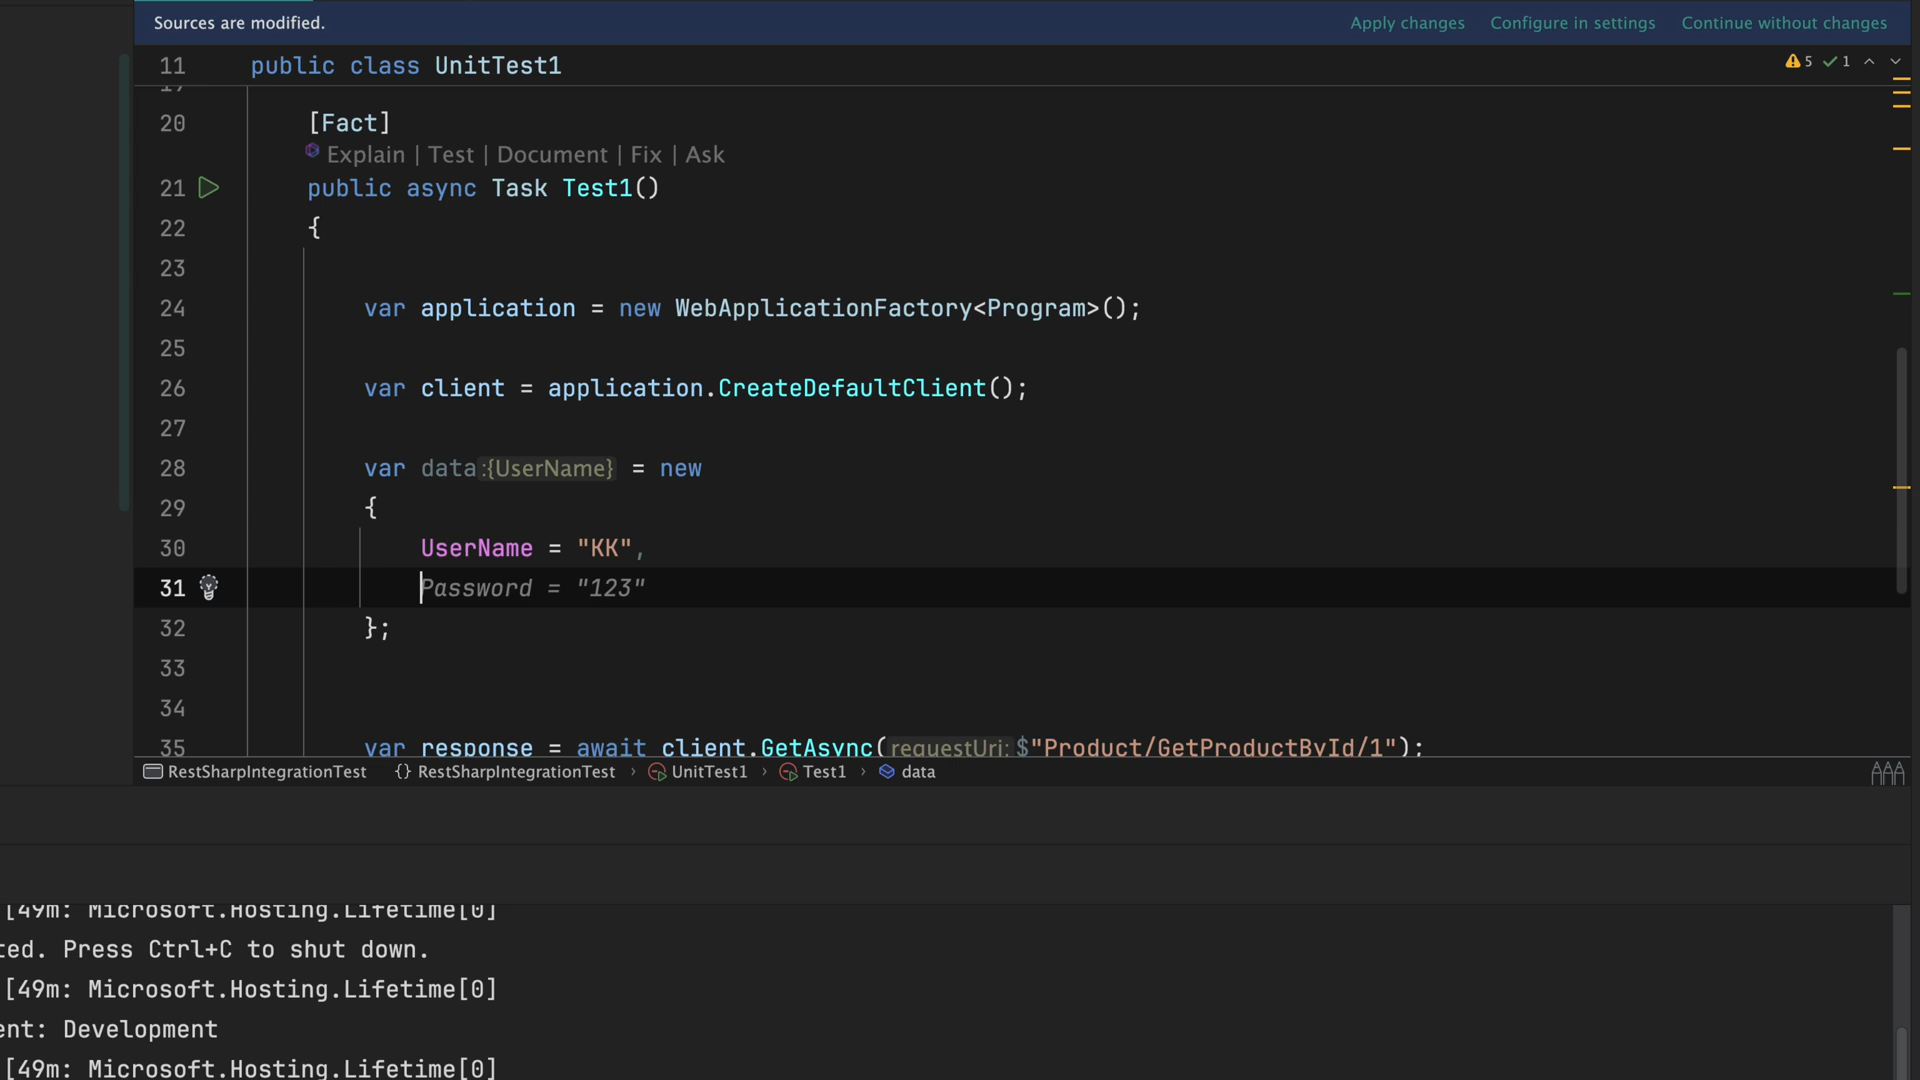 Sources are modified. Apply changes Configure in settings Continue without changes
11 public class UnitTest1 5 1
19
20 [Fact]
Explain | Test | Document | Fix | Ask
21 public async Task Test1()
22 {
23
24 var application = new WebApplicationFactory<Program>();
25
26 var client = application.CreateDefaultClient();
27
28 var data :{UserName} = new
29 {
30 UserName = "KK",
31 Password = "123"
32 };
33
34
35 var response = await client.GetAsync( requestUri: $"Product/GetProductById/1");
RestSharpIntegrationTest {} RestSharpIntegrationTest › UnitTest1 › Test1 › data
[49m: Microsoft.Hosting.Lifetime[0]
ted. Press Ctrl+C to shut down.
[49m: Microsoft.Hosting.Lifetime[0]
ent: Development
[49m: Microsoft.Hosting.Lifetime[0]